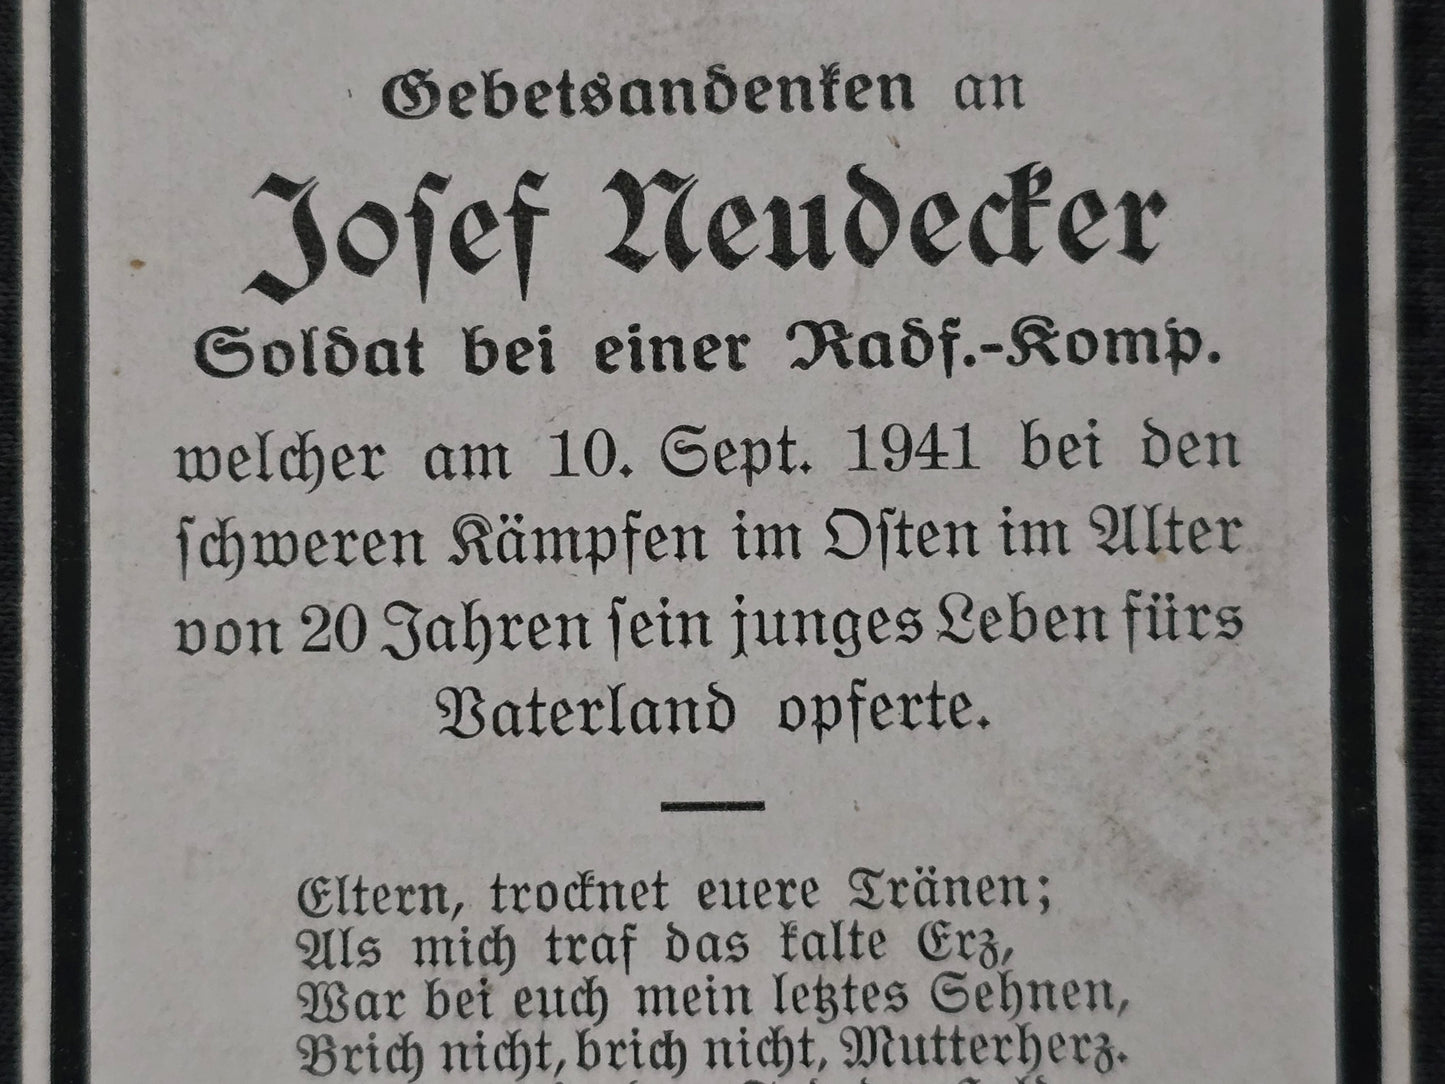 Gebetsandenken an
Josef Neudecker
Soldat bei einer Radf.-Komp.
welcher am 10. Sept. 1941 bei den
schweren Kämpfen im Osten im Alter
von 20 Jahren sein junges Leben fürs
Vaterland opferte.
Eltern, trocknet euere Tränen;
Als mich traf das kalte Erz,
War bei euch mein letztes Sehnen,
Brich nicht, brich nicht, Mutterherz.